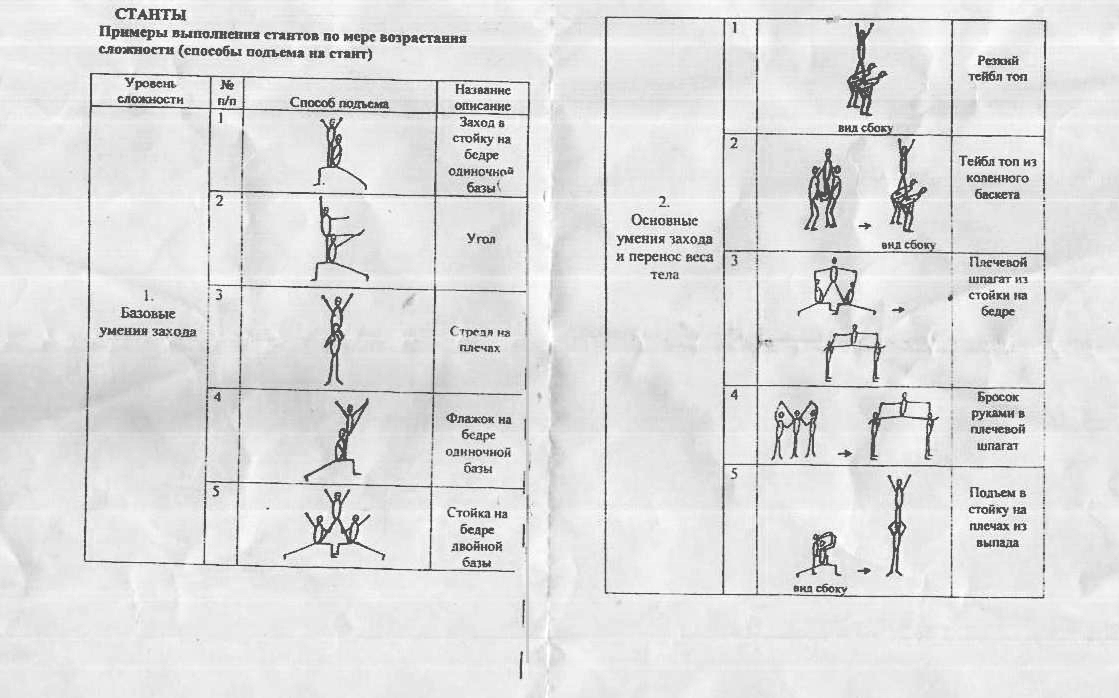 СТАНТЫ
Примеры выполнения стантов по мере возрастания
сложности (способы подъема на стант)
Уровень
сложности
№
п/п
Способ подъема
Название
описание
1.
Базовые
умения захода
1
Заход в
стойку на
бедре
одиночной
базы
2
Угол
3
Стредл на
плечах
4
Флажок на
бедре
одиночной
базы
5
Стойка на
бедре
двойной
базы
2.
Основные
умения захода
и перенос веса
тела
1
вид сбоку
Резкий
тейбл топ
2
вид сбоку
Тейбл топ из
коленного
баскета
3
Плечевой
шпагат из
стойки на
бедре
4
Бросок
руками в
плечевой
шпагат
5
вид сбоку
Подъем в
стойку на
плечах из
выпада